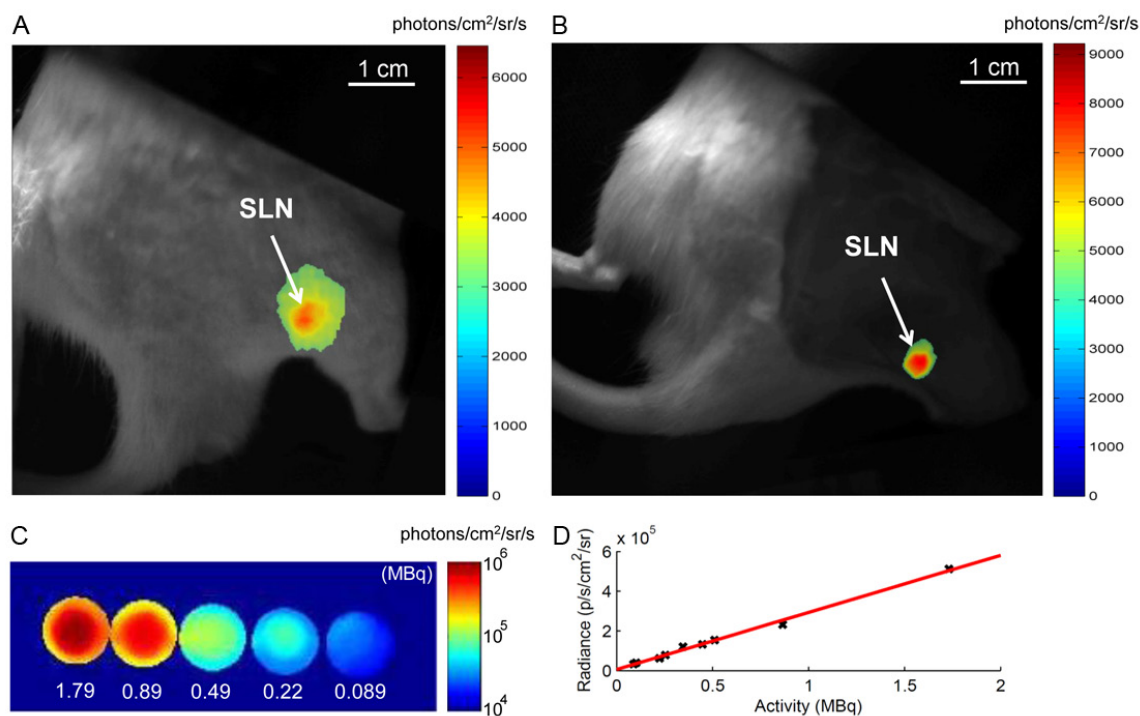 A
photons/cm²/sr/s
1 cm
SLN
6000
5000
4000
3000
2000
1000
0
B
photons/cm²/sr/s
1 cm
SLN
9000
8000
7000
6000
5000
4000
3000
2000
1000
0
C
photons/cm²/sr/s
(MBq)
1.79 0.89 0.49 0.22 0.089
10⁶
10⁵
10⁴
D
x 10⁵
Radiance (p/s/cm²/sr)
6
4
2
0
0 0.5 1 1.5 2
Activity (MBq)